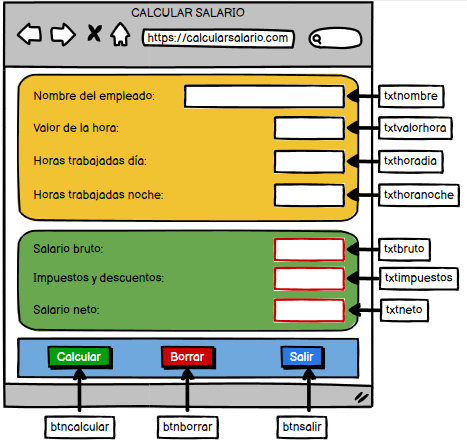 CALCULAR SALARIO
https://calcularsalario.com
Nombre del empleado:
txtnombre
Valor de la hora:
txtvalorhora
Horas trabajadas día:
txthoradia
Horas trabajadas noche:
txthoranoche
Salario bruto:
txtbruto
Impuestos y descuentos:
txtimpuestos
Salario neto:
txtneto
Calcular Borrar Salir
btncalcular btnborrar btnsalir